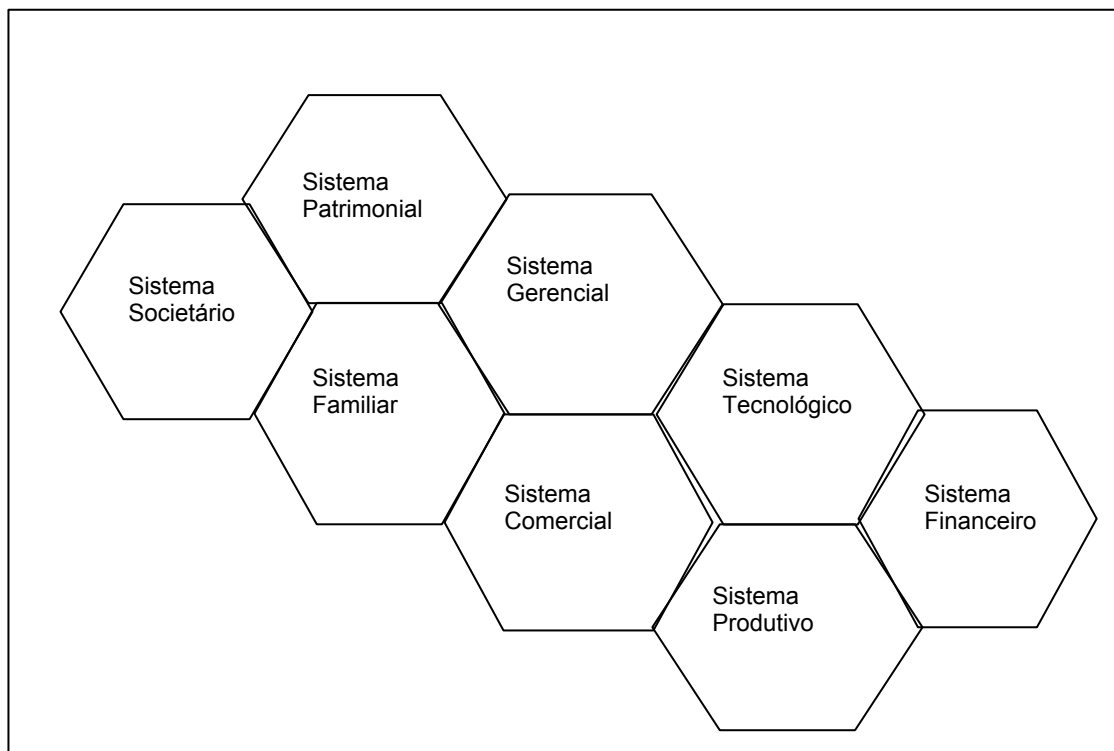 Sistema
Patrimonial
Sistema
Societário
Sistema
Gerencial
Sistema
Familiar
Sistema
Tecnológico
Sistema
Comercial
Sistema
Financeiro
Sistema
Produtivo